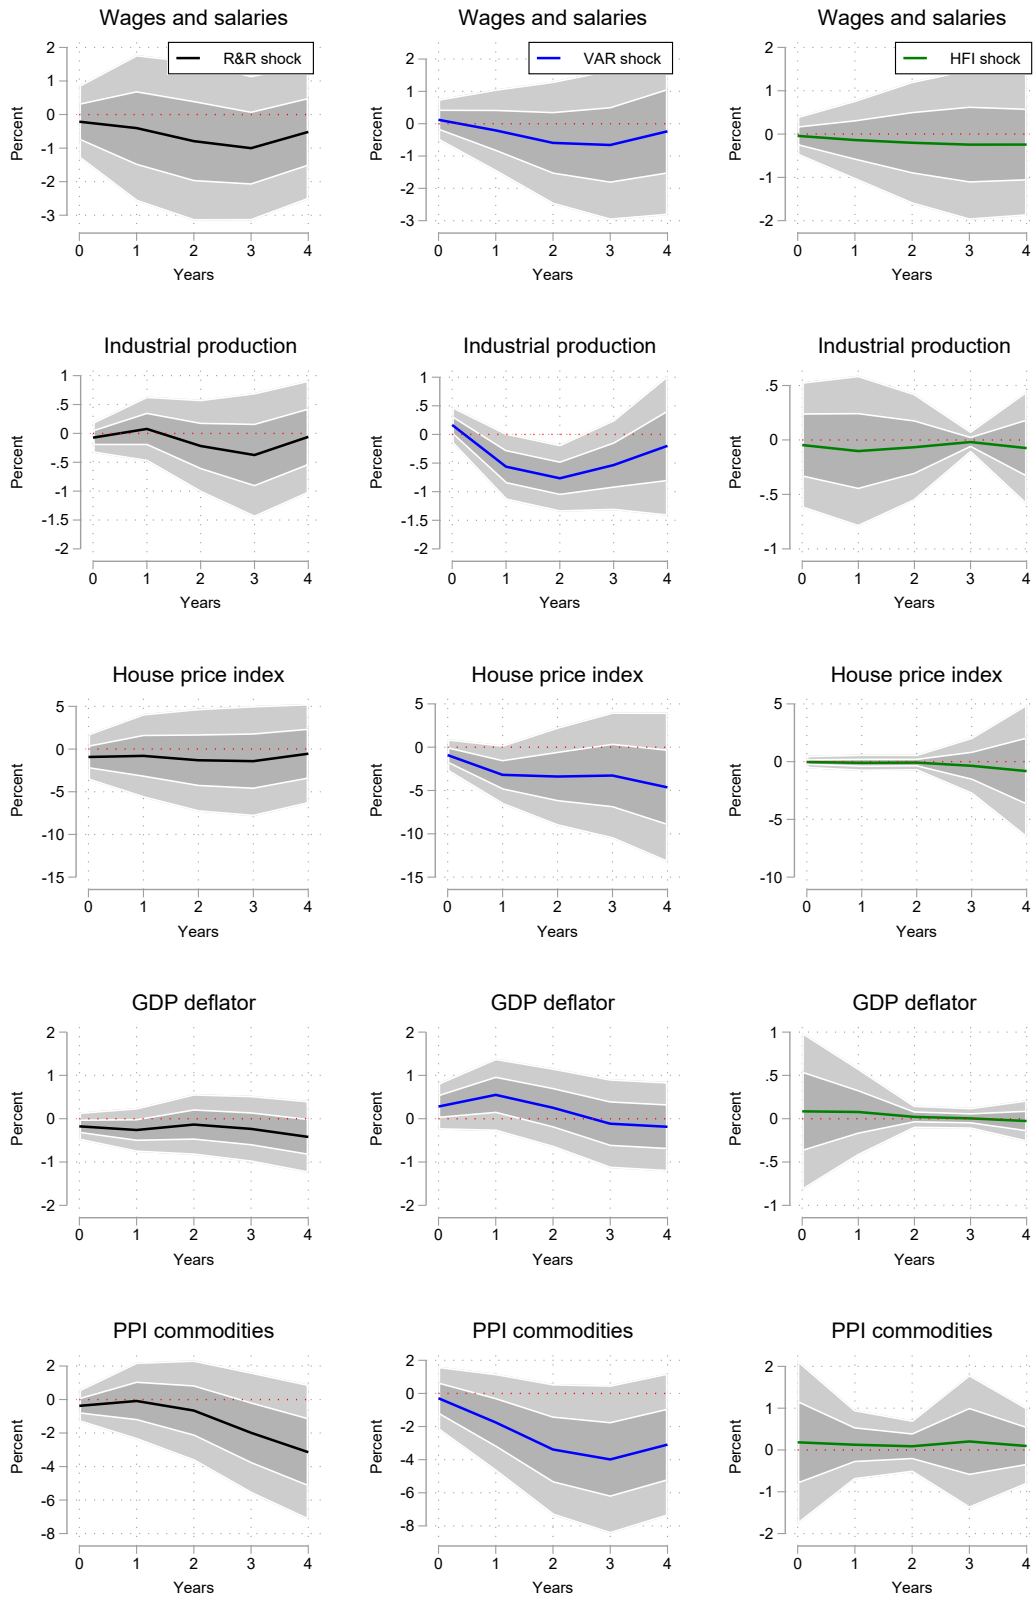 Wages and salaries
R&R shock
Percent
2
1
0
-1
-2
-3
0 1 2 3 4
Years
Wages and salaries
VAR shock
Percent
2
1
0
-1
-2
-3
0 1 2 3 4
Years
Wages and salaries
HFI shock
Percent
2
1
0
-1
-2
0 1 2 3 4
Years
Industrial production
Percent
1
.5
0
-.5
-1
-1.5
-2
0 1 2 3 4
Years
Industrial production
Percent
1
.5
0
-.5
-1
-1.5
-2
0 1 2 3 4
Years
Industrial production
Percent
.5
0
-.5
-1
0 1 2 3 4
Years
House price index
Percent
5
0
-5
-10
-15
0 1 2 3 4
Years
House price index
Percent
5
0
-5
-10
-15
0 1 2 3 4
Years
House price index
Percent
5
0
-5
-10
0 1 2 3 4
Years
GDP deflator
Percent
2
1
0
-1
-2
0 1 2 3 4
Years
GDP deflator
Percent
2
1
0
-1
-2
0 1 2 3 4
Years
GDP deflator
Percent
1
.5
0
-.5
-1
0 1 2 3 4
Years
PPI commodities
Percent
2
0
-2
-4
-6
-8
0 1 2 3 4
Years
PPI commodities
Percent
2
0
-2
-4
-6
-8
0 1 2 3 4
Years
PPI commodities
Percent
2
1
0
-1
-2
0 1 2 3 4
Years